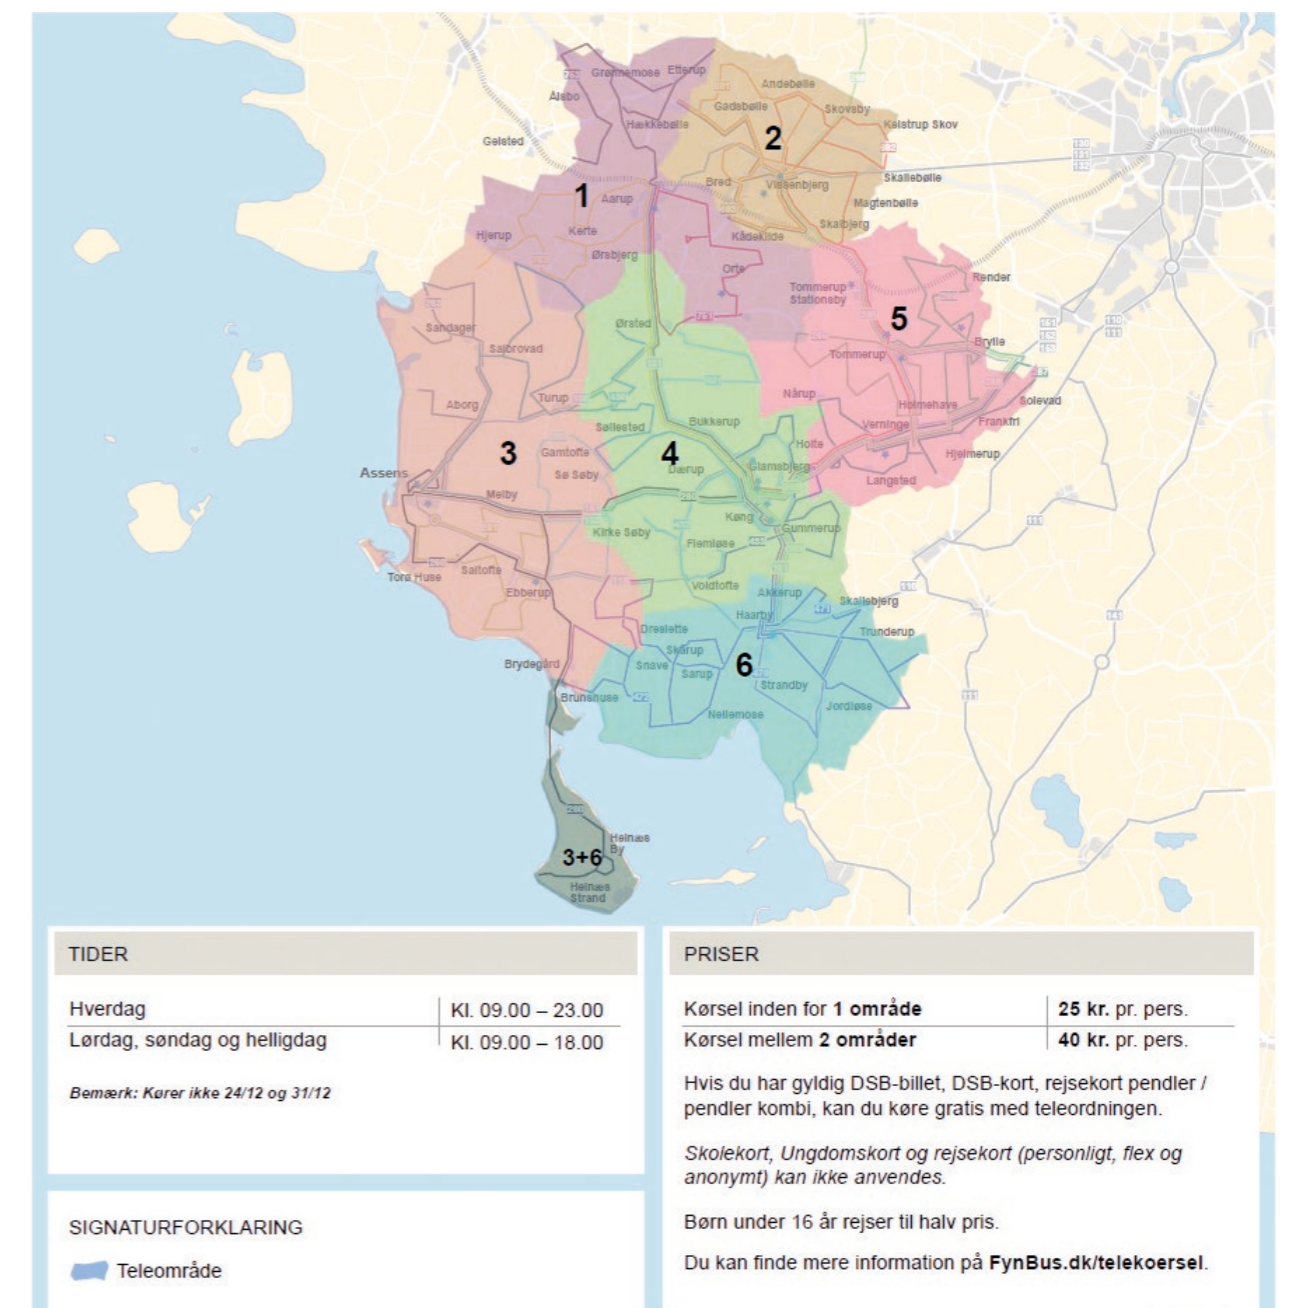 Grønnemose
Etterup
Ålsbo
Andebølle
Gadsbølle
Skovsby
Hækkebølle
Kelstrup Skov
2
Gelsted
Bred
Vissenbjerg
Skallebølle
1
Aarup
Magtenbølle
Skalbjerg
Hjerup
Kerte
Kådekilde
Ørsbjerg
Orte
Render
Tommerup
Stationsby
5
Sandager
Ørsted
Salbrovad
Tommerup
Brylle
Nårup
Turup
Aborg
Holmehave
Solevad
Søllested
Bukkerup
Verninge
Frankfri
3
Gamtofte
4
Holte
Hjelmerup
Assens
Sø Søby
Dærup
Glamsbjerg
Langsted
Melby
Køng
Gummerup
Kirke Søby
Flemløse
Torø Huse
Saltofte
Ebberup
Voldtofte
Akkerup
Skallebjerg
Haarby
Dreslette
Trunderup
Skårup
Brydegård
Snave
Sarup
6
Strandby
Brunshuse
Nellemose
Jordløse
Helnæs
By
3+6
Helnæs
Strand
111
111
111
TIDER
Hverdag
Kl. 09.00 – 23.00
Lørdag, søndag og helligdag
Kl. 09.00 – 18.00
Bemærk: Kører ikke 24/12 og 31/12
SIGNATURFORKLARING
Teleområde
PRISER
Kørsel inden for 1 område
25 kr. pr. pers.
Kørsel mellem 2 områder
40 kr. pr. pers.
Hvis du har gyldig DSB-billet, DSB-kort, rejsekort pendler /
pendler kombi, kan du køre gratis med teleordningen.
Skolekort, Ungdomskort og rejsekort (personligt, flex og
anonymt) kan ikke anvendes.
Børn under 16 år rejser til halv pris.
Du kan finde mere information på FynBus.dk/telekoersel.